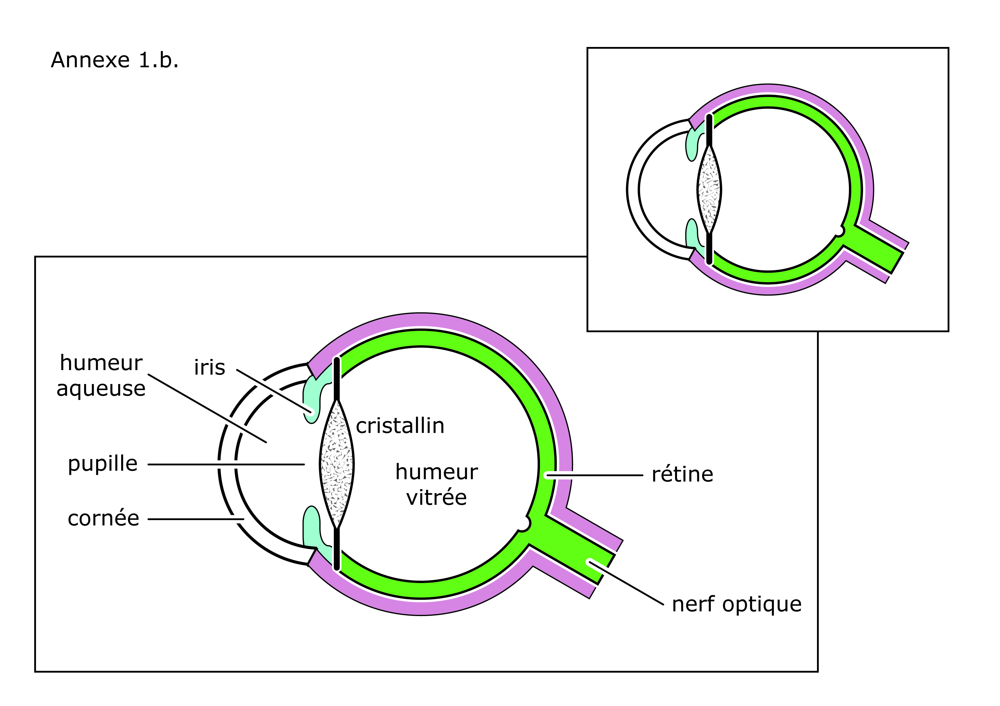 Annexe 1.b.
humeur
aqueuse
iris
cristallin
pupille
humeur
vitrée
rétine
cornée
nerf optique